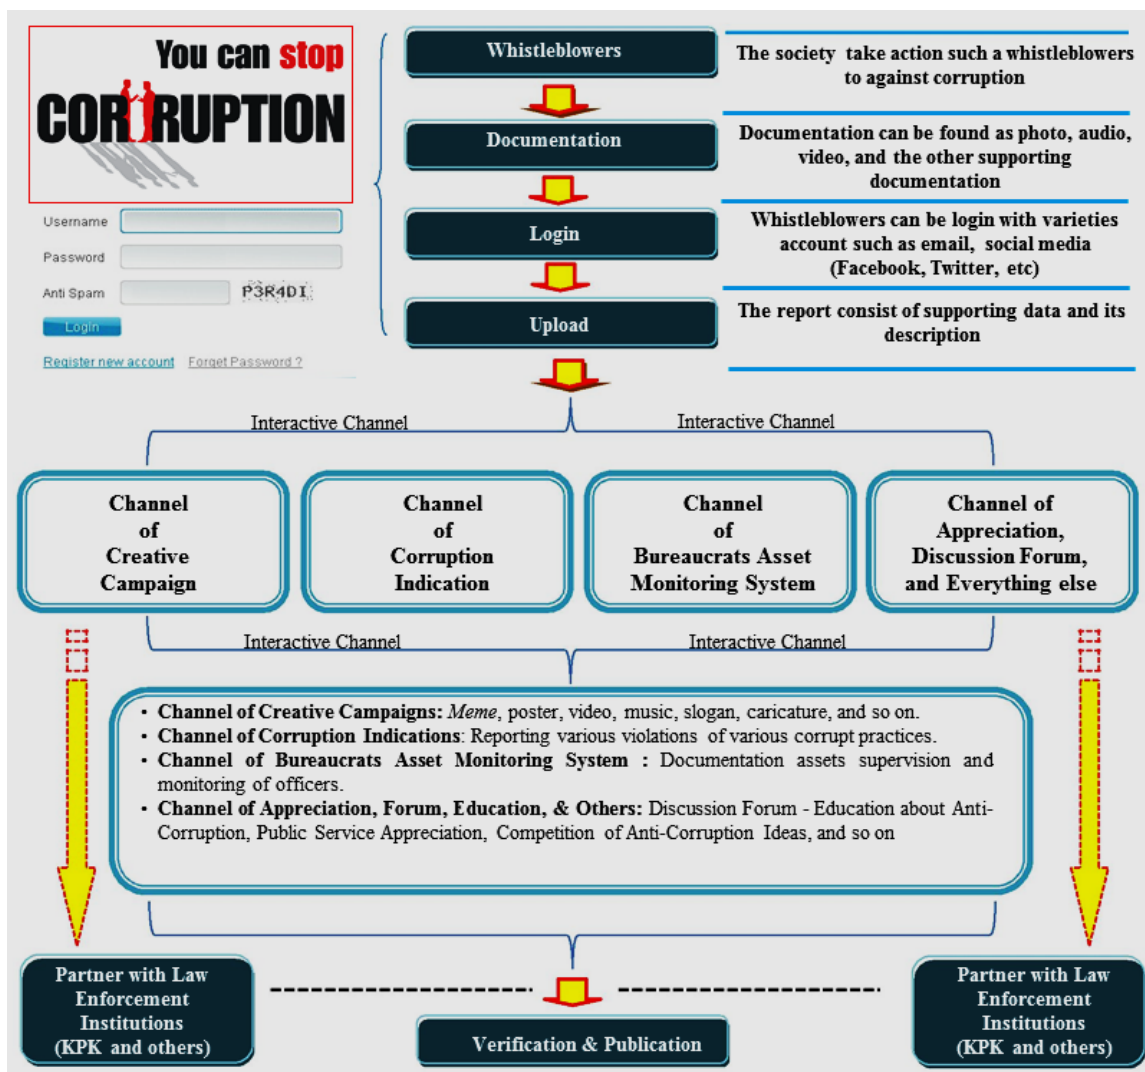 You can stop
CORRUPTION
Username
Password
Anti Spam
P3R4DI
Login
Register new account Forget Password ?
Whistleblowers
The society take action such a whistleblowers
to against corruption
Documentation
Documentation can be found as photo, audio,
video, and the other supporting
documentation
Login
Whistleblowers can be login with varieties
account such as email, social media
(Facebook, Twitter, etc)
Upload
The report consist of supporting data and its
description
Interactive Channel
Interactive Channel
Channel
of
Creative
Campaign
Channel
of
Corruption
Indication
Channel
of
Bureaucrats Asset
Monitoring System
Channel of
Appreciation,
Discussion Forum,
and Everything else
Interactive Channel
Interactive Channel
• Channel of Creative Campaigns: Meme, poster, video, music, slogan, caricature, and so on.
• Channel of Corruption Indications: Reporting various violations of various corrupt practices.
• Channel of Bureaucrats Asset Monitoring System : Documentation assets supervision and
monitoring of officers.
• Channel of Appreciation, Forum, Education, & Others: Discussion Forum - Education about Anti-
Corruption, Public Service Appreciation, Competition of Anti-Corruption Ideas, and so on
Partner with Law
Enforcement
Institutions
(KPK and others)
Verification & Publication
Partner with Law
Enforcement
Institutions
(KPK and others)